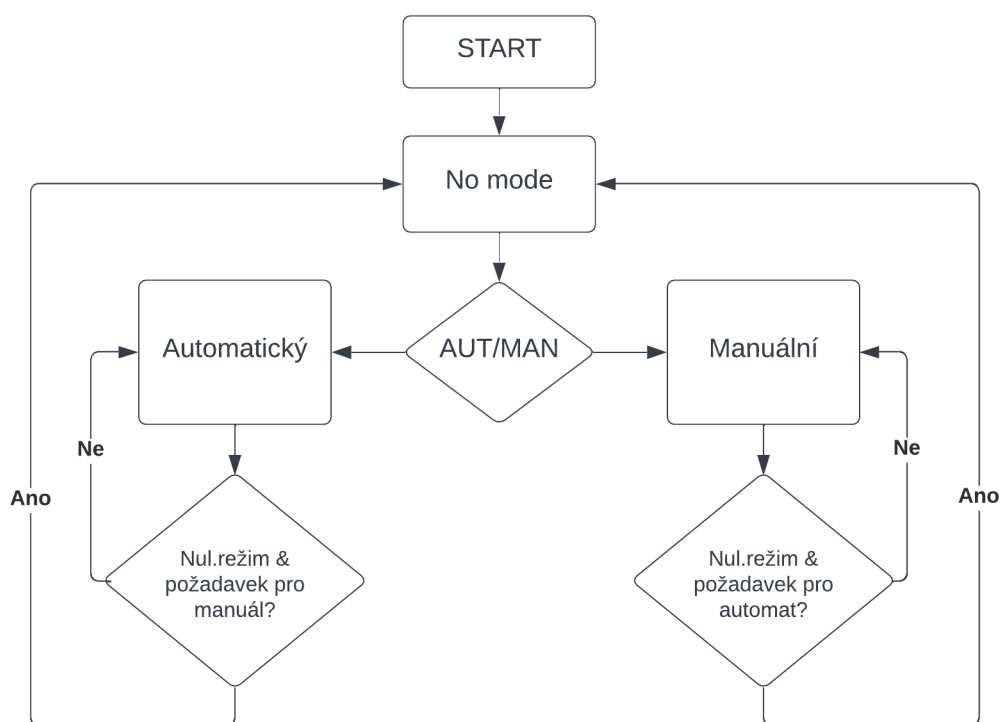 START
No mode
Automatický
AUT/MAN
Manuální
Ne
Ne
Ano
Ano
Nul.režim &
požadavek pro
manuál?
Nul.režim &
požadavek pro
automat?